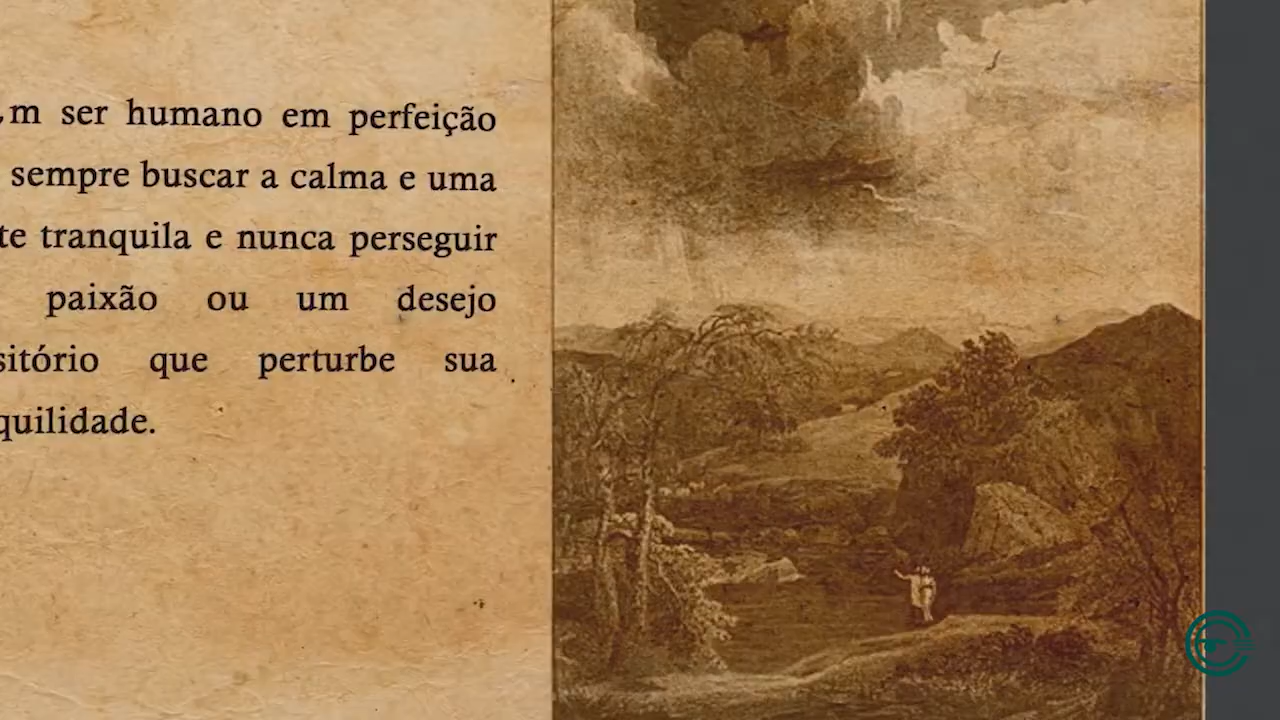 m ser humano em perfeição
sempre buscar a calma e uma
te tranquila e nunca perseguir
paixão ou um desejo
sitório que perturbe sua
quilidade.